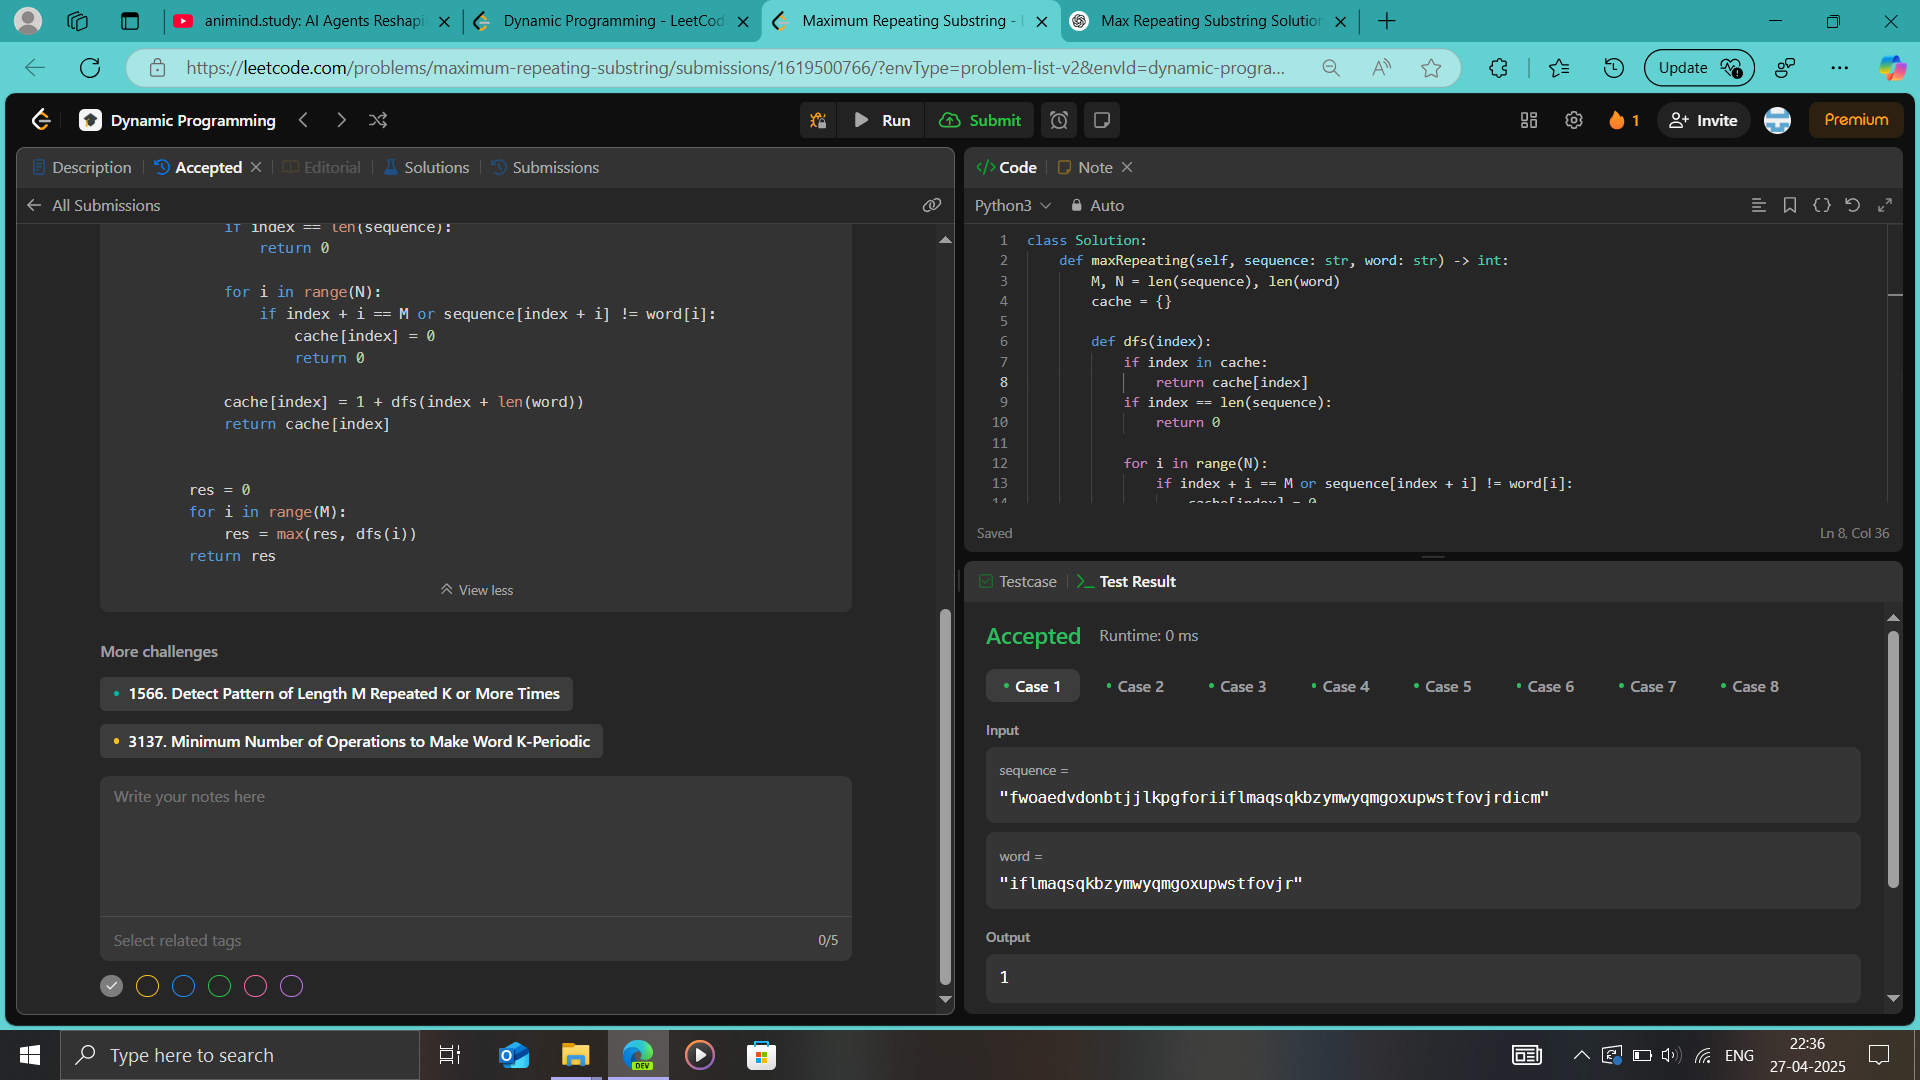 animind.study: AI Agents Reshapi
Dynamic Programming - LeetCod
Maximum Repeating Substring - L
Max Repeating Substring Solution
https://leetcode.com/problems/maximum-repeating-substring/submissions/1619500766/?envType=problem-list-v2&envId=dynamic-progra...
Update
Dynamic Programming
Run
Submit
1
Invite
Premium
Description
Accepted
Editorial
Solutions
Submissions
All Submissions
if index == len(sequence):
return 0
for i in range(N):
if index + i == M or sequence[index + i] != word[i]:
cache[index] = 0
return 0
cache[index] = 1 + dfs(index + len(word))
return cache[index]
res = 0
for i in range(M):
res = max(res, dfs(i))
return res
View less
More challenges
1566. Detect Pattern of Length M Repeated K or More Times
3137. Minimum Number of Operations to Make Word K-Periodic
Write your notes here
Select related tags
0/5
Code
Note
Python3
Auto
1 class Solution:
2 def maxRepeating(self, sequence: str, word: str) -> int:
3 M, N = len(sequence), len(word)
4 cache = {}
5
6 def dfs(index):
7 if index in cache:
8 return cache[index]
9 if index == len(sequence):
10 return 0
11
12 for i in range(N):
13 if index + i == M or sequence[index + i] != word[i]:
14 cache[index] = 0
Saved
Ln 8, Col 36
Testcase
Test Result
Accepted
Runtime: 0 ms
Case 1
Case 2
Case 3
Case 4
Case 5
Case 6
Case 7
Case 8
Input
sequence =
"fwoaedvdonbtjjlkpgforiiflmaqsqkbzymwyqmgoxupwstfovjrdicm"
word =
"iflmaqsqkbzymwyqmgoxupwstfovjr"
Output
1
Type here to search
DEV
ENG
22:36
27-04-2025